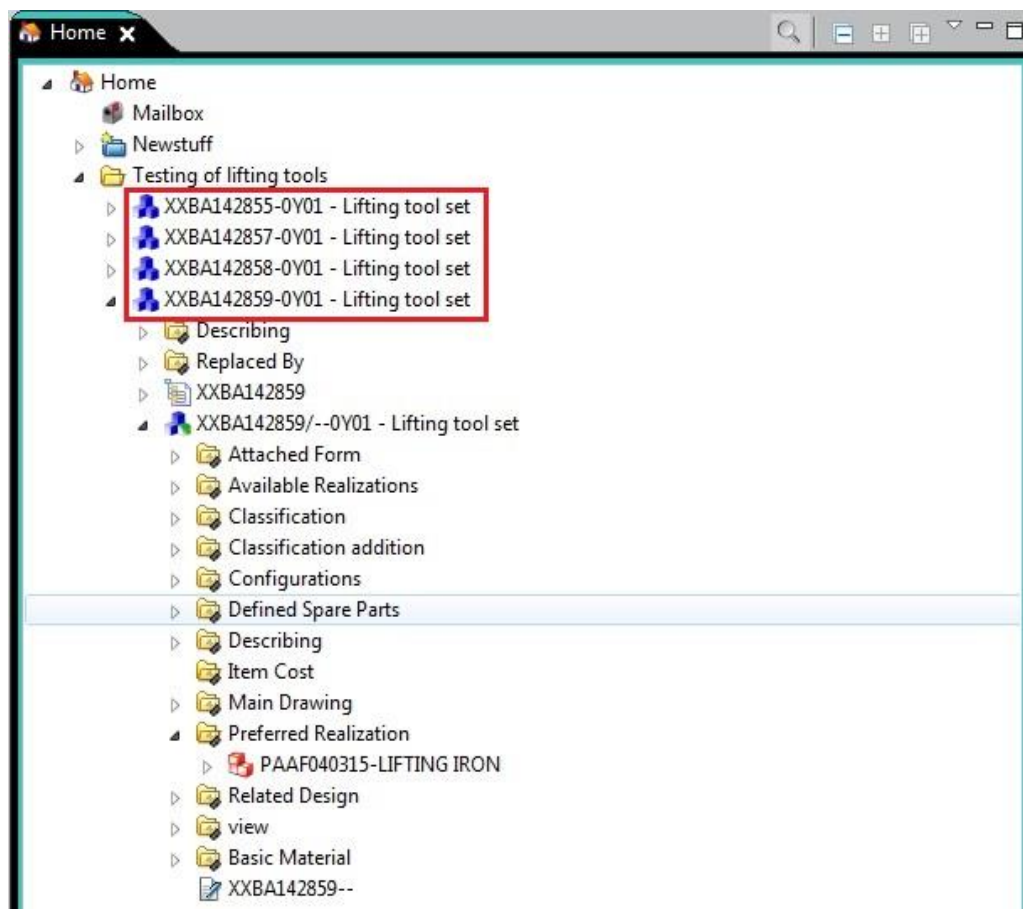 Home
Home
Mailbox
Newstuff
Testing of lifting tools
XXBA142855-0Y01 - Lifting tool set
XXBA142857-0Y01 - Lifting tool set
XXBA142858-0Y01 - Lifting tool set
XXBA142859-0Y01 - Lifting tool set
Describing
Replaced By
XXBA142859
XXBA142859/--0Y01 - Lifting tool set
Attached Form
Available Realizations
Classification
Classification addition
Configurations
Defined Spare Parts
Describing
Item Cost
Main Drawing
Preferred Realization
PAAF040315-LIFTING IRON
Related Design
view
Basic Material
XXBA142859--